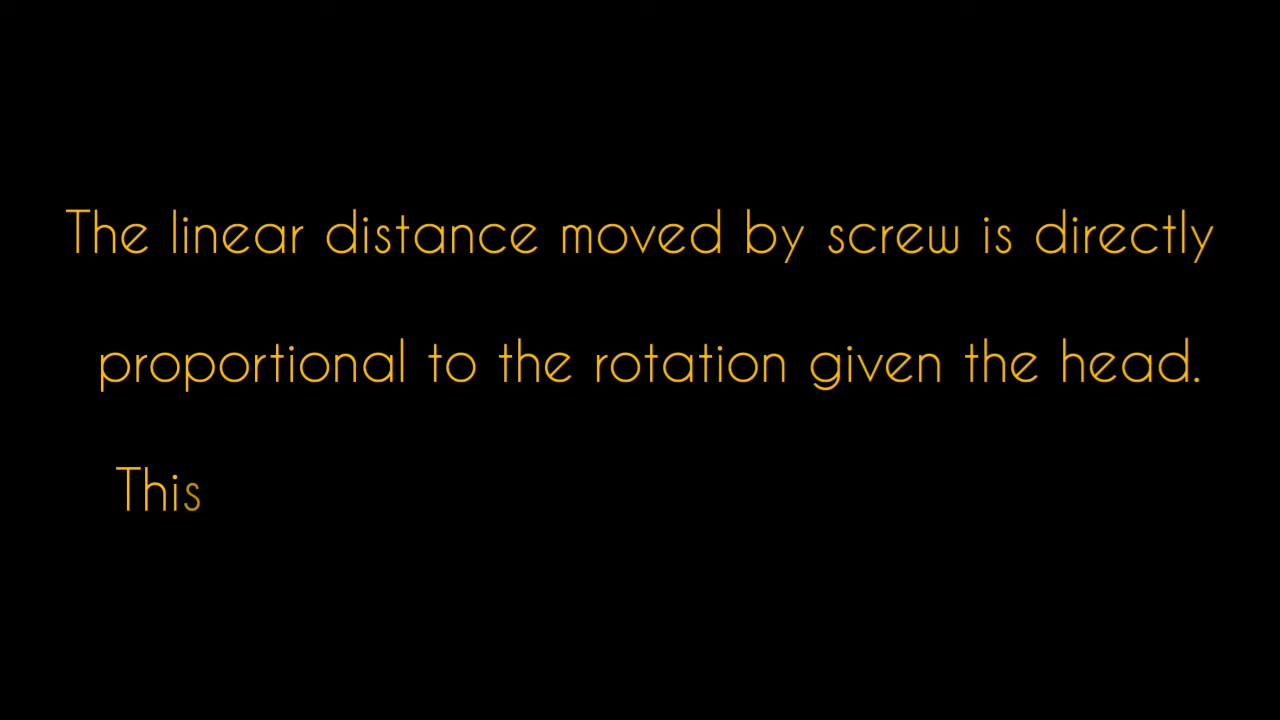 The linear distance moved by screw is directly
proportional to the rotation given the head.
This